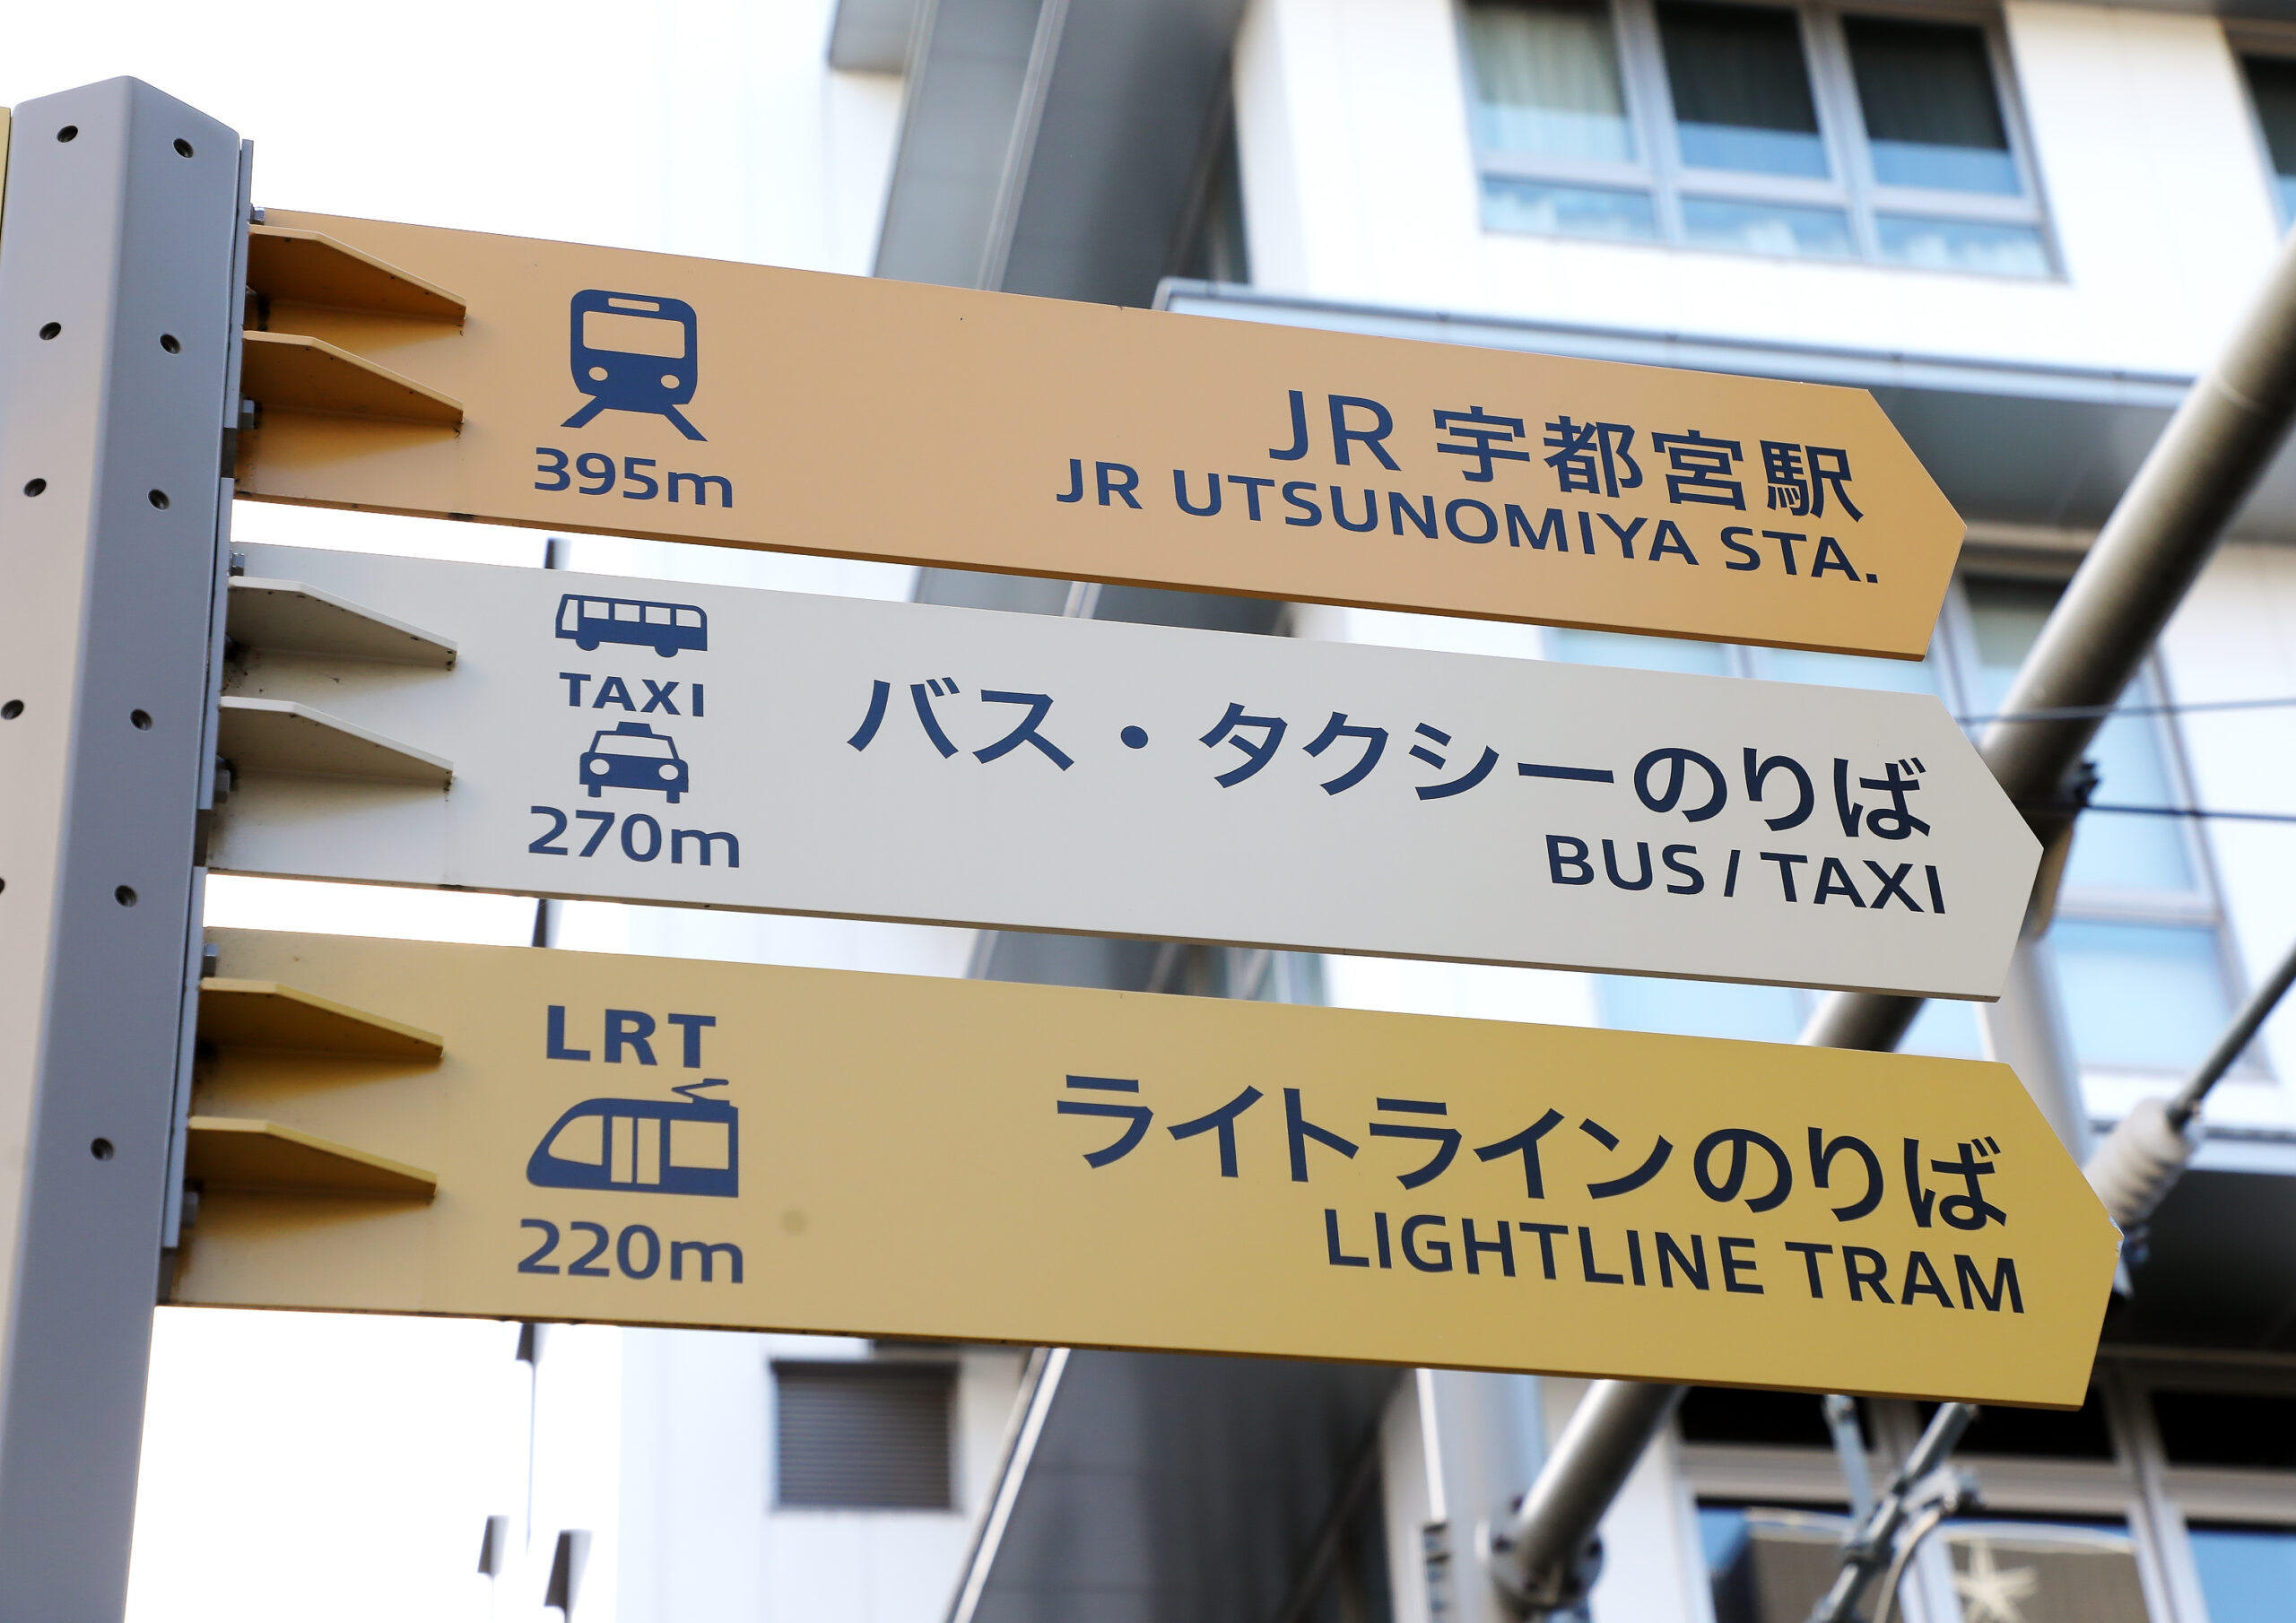 JR 宇都宮駅
JR UTSUNOMIYA STA.
395m
バス・タクシーのりば
BUS / TAXI
TAXI
270m
ライトラインのりば
LIGHTLINE TRAM
LRT
220m